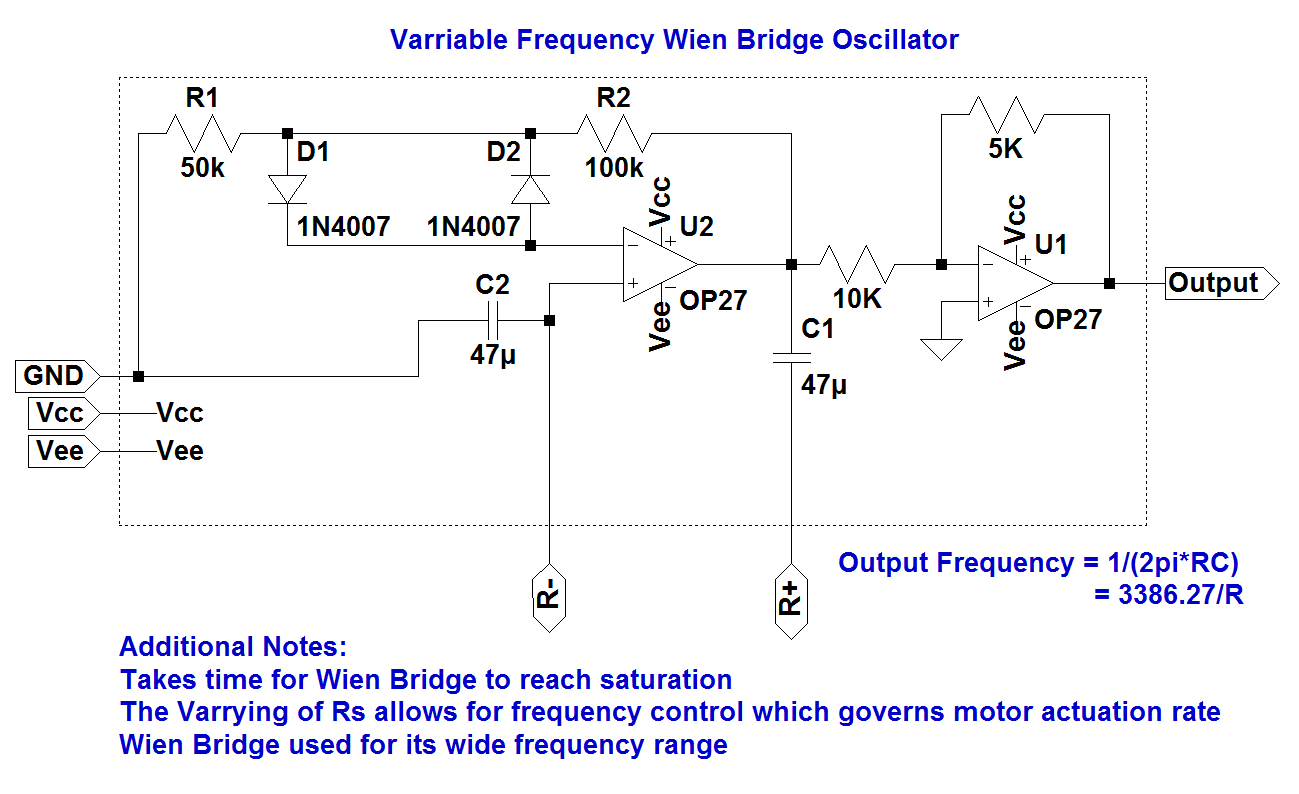 Varriable Frequency Wien Bridge Oscillator
R1
50k
D1
1N4007
D2
1N4007
R2
100k
Vcc
U2
−
+
+
−
OP27
Vee
C2
47µ
10K
C1
47µ
5K
Vcc
U1
−
+
+
−
OP27
Vee
Output
GND
Vcc
Vcc
Vee
Vee
R-
R+
Output Frequency = 1/(2pi*RC)
= 3386.27/R
Additional Notes:
Takes time for Wien Bridge to reach saturation
The Varrying of Rs allows for frequency control which governs motor actuation rate
Wien Bridge used for its wide frequency range